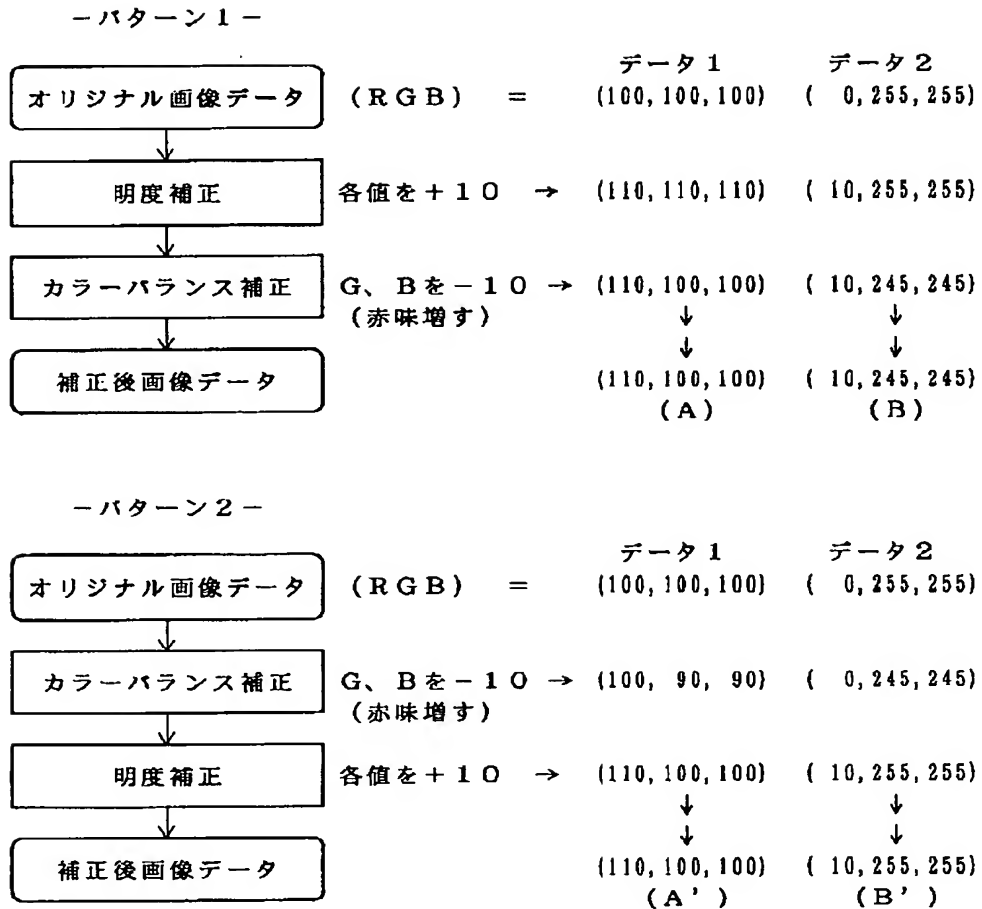 －パターン１－
データ１ データ２
オリジナル画像データ (RGB) ＝ (100,100,100) ( 0,255,255)
明度補正 各値を＋１０ → (110,110,110) ( 10,255,255)
カラーバランス補正 G、Bを－１０ → (110,100,100) ( 10,245,245)
(赤味増す) ↓ ↓
↓ ↓
補正後画像データ (110,100,100) ( 10,245,245)
(A) (B)
－パターン２－
データ１ データ２
オリジナル画像データ (RGB) ＝ (100,100,100) ( 0,255,255)
カラーバランス補正 G、Bを－１０ → (100, 90, 90) ( 0,245,245)
(赤味増す)
明度補正 各値を＋１０ → (110,100,100) ( 10,255,255)
↓ ↓
↓ ↓
補正後画像データ (110,100,100) ( 10,255,255)
(A') (B')